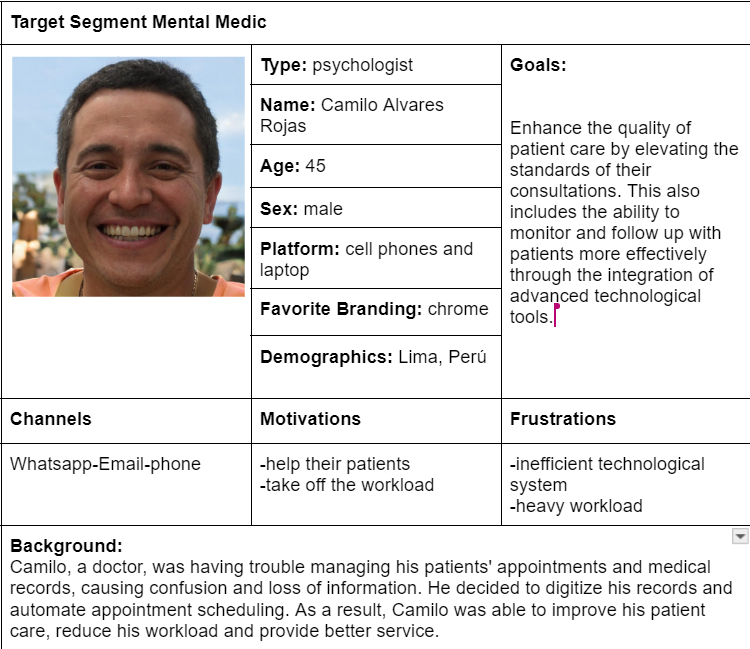 Target Segment Mental Medic
Type: psychologist
Name: Camilo Alvares
Rojas
Age: 45
Sex: male
Platform: cell phones and
laptop
Favorite Branding: chrome
Demographics: Lima, Perú
Goals:
Enhance the quality of
patient care by elevating the
standards of their
consultations. This also
includes the ability to
monitor and follow up with
patients more effectively
through the integration of
advanced technological
tools.
Channels
Whatsapp-Email-phone
Motivations
-help their patients
-take off the workload
Frustrations
-inefficient technological
system
-heavy workload
Background:
Camilo, a doctor, was having trouble managing his patients' appointments and medical
records, causing confusion and loss of information. He decided to digitize his records and
automate appointment scheduling. As a result, Camilo was able to improve his patient
care, reduce his workload and provide better service.